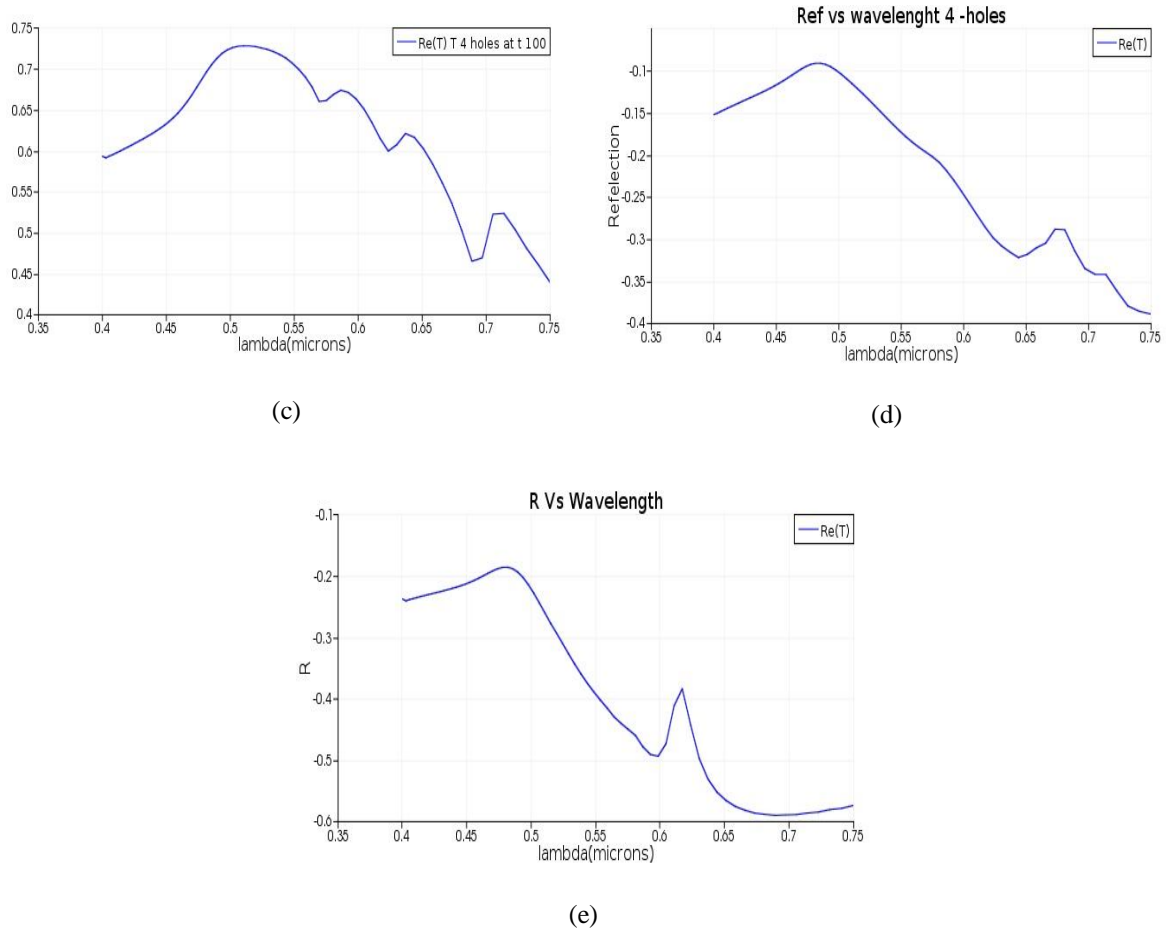 0.75
0.7
0.65
0.6
0.55
0.5
0.45
0.4
0.35 0.4 0.45 0.5 0.55 0.6 0.65 0.7 0.75
lambda(microns)
Re(T) T 4 holes at t 100
(c)
Ref vs wavelenght 4 -holes
Re(T)
Refelection
-0.1
-0.15
-0.2
-0.25
-0.3
-0.35
-0.4
0.35 0.4 0.45 0.5 0.55 0.6 0.65 0.7 0.75
lambda(microns)
(d)
R Vs Wavelength
Re(T)
R
-0.1
-0.2
-0.3
-0.4
-0.5
-0.6
0.35 0.4 0.45 0.5 0.55 0.6 0.65 0.7 0.75
lambda(microns)
(e)